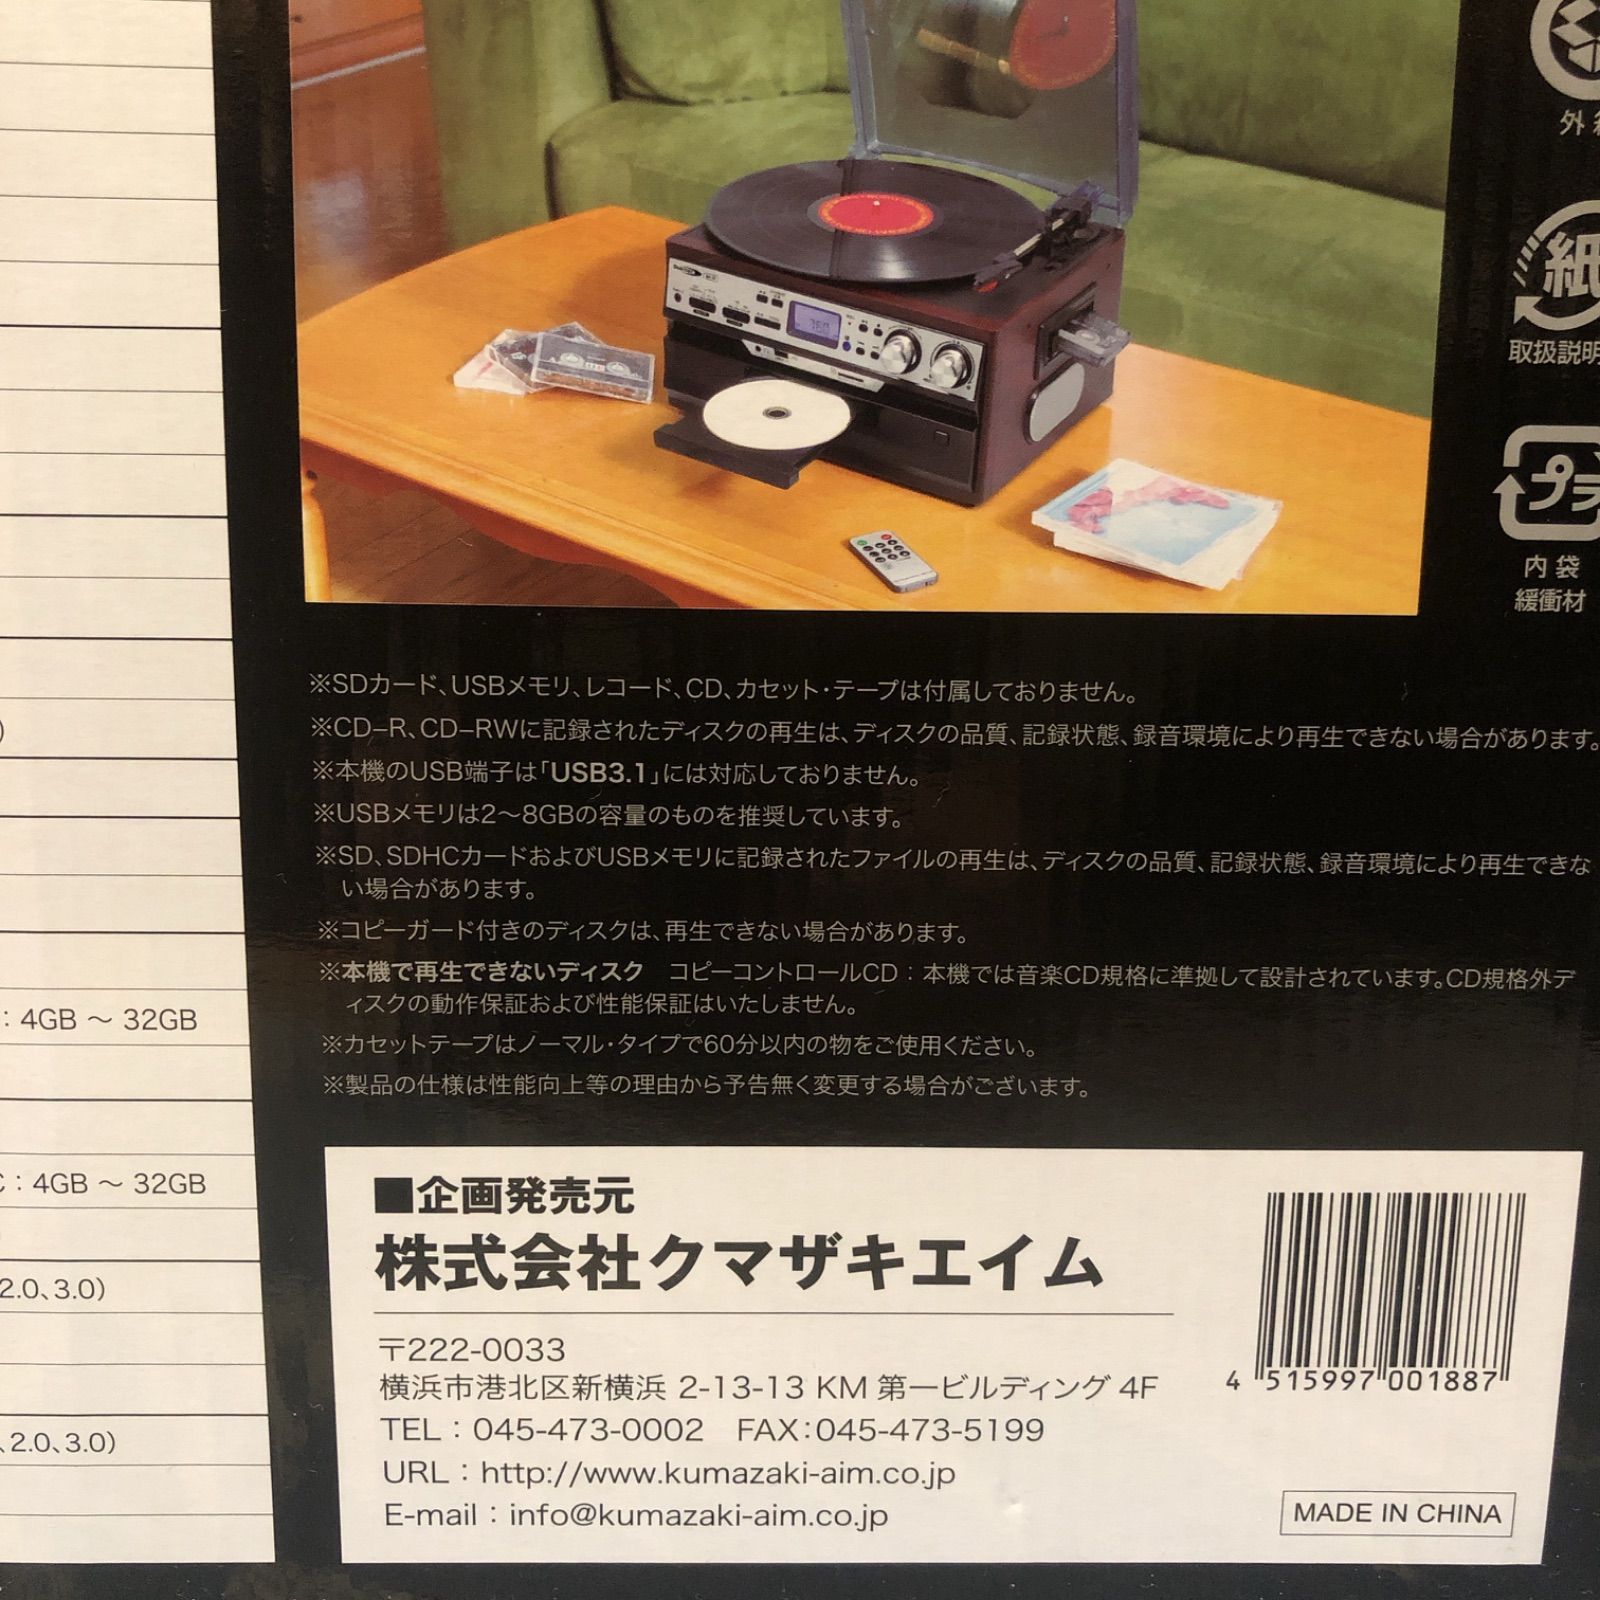 外
紙
取扱説明
プラ
内袋
緩衝材
※SDカード、USBメモリ、レコード、CD、カセット・テープは付属しておりません。
※CD−R、CD−RWに記録されたディスクの再生は、ディスクの品質、記録状態、録音環境により再生できない場合があります。
※本機のUSB端子は「USB3.1」には対応しておりません。
※USBメモリは2〜8GBの容量のものを推奨しています。
※SD、SDHCカードおよびUSBメモリに記録されたファイルの再生は、ディスクの品質、記録状態、録音環境により再生できな
い場合があります。
※コピーガード付きのディスクは、再生できない場合があります。
※本機で再生できないディスク　コピーコントロールCD：本機では音楽CD規格に準拠して設計されています。CD規格外デ
ィスクの動作保証および性能保証はいたしません。
※カセットテープはノーマル・タイプで60分以内の物をご使用ください。
※製品の仕様は性能向上等の理由から予告無く変更する場合がございます。
)
：4GB 〜 32GB
C：4GB 〜 32GB
2.0、3.0)
、2.0、3.0)
■企画発売元
株式会社クマザキエイム
〒222-0033
横浜市港北区新横浜 2-13-13 KM 第一ビルディング 4F
TEL：045-473-0002　FAX：045-473-5199
URL：http://www.kumazaki-aim.co.jp
E-mail：info@kumazaki-aim.co.jp
4 515997 001887
MADE IN CHINA